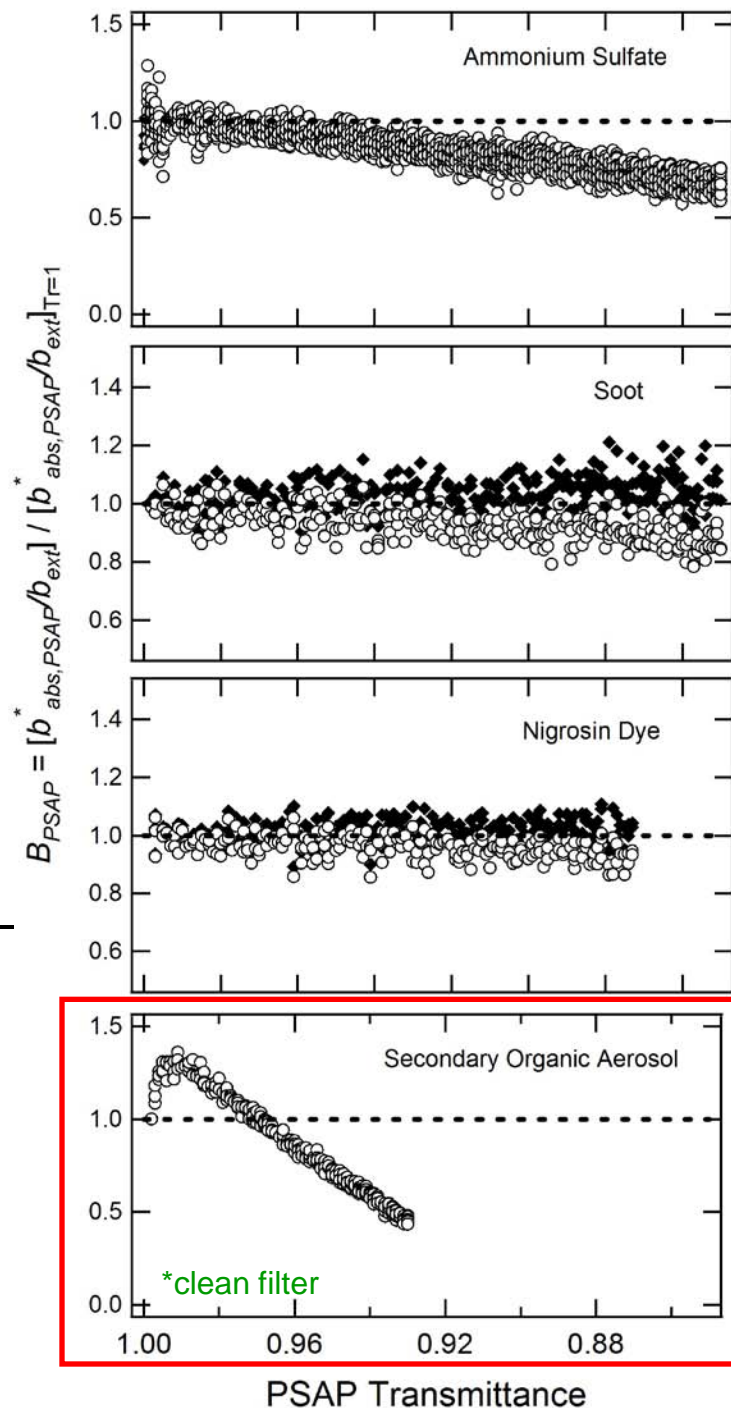 B_PSAP = [b*_abs,PSAP/b_ext] / [b*_abs,PSAP/b_ext]_Tr=1
1.5
1.0
0.5
0.0
Ammonium Sulfate
1.4
1.2
1.0
0.8
0.6
Soot
1.4
1.2
1.0
0.8
0.6
Nigrosin Dye
1.5
1.0
0.5
0.0
Secondary Organic Aerosol
*clean filter
1.00 0.96 0.92 0.88
PSAP Transmittance